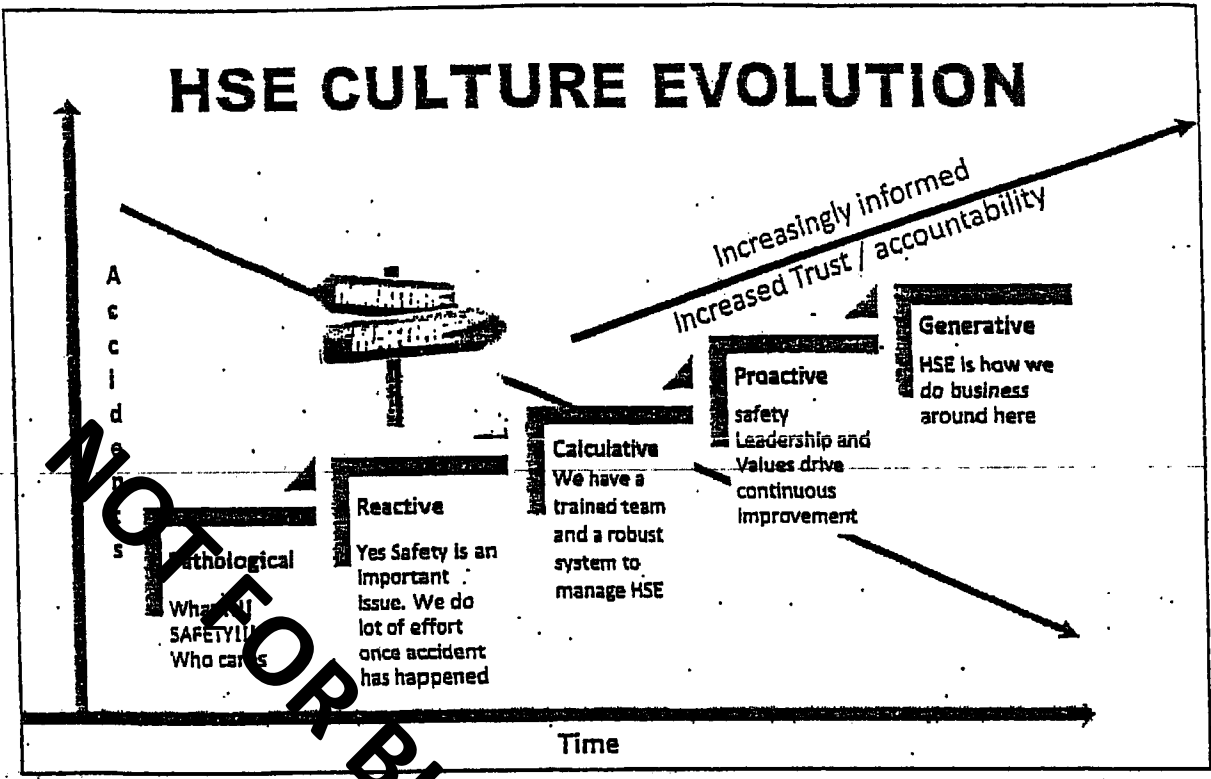 HSE CULTURE EVOLUTION
Increasingly informed
Increased Trust / accountability
Accidents
Generative
HSE is how we
do business
around here
Proactive
safety
Leadership and
Values drive
continuous
improvement
Calculative
We have a
trained team
and a robust
system to
manage HSE
Reactive
Yes Safety is an
important
issue. We do
lot of effort
once accident
has happened
Pathological
SAFETY!!!
Who cares
Time
NOT FOR